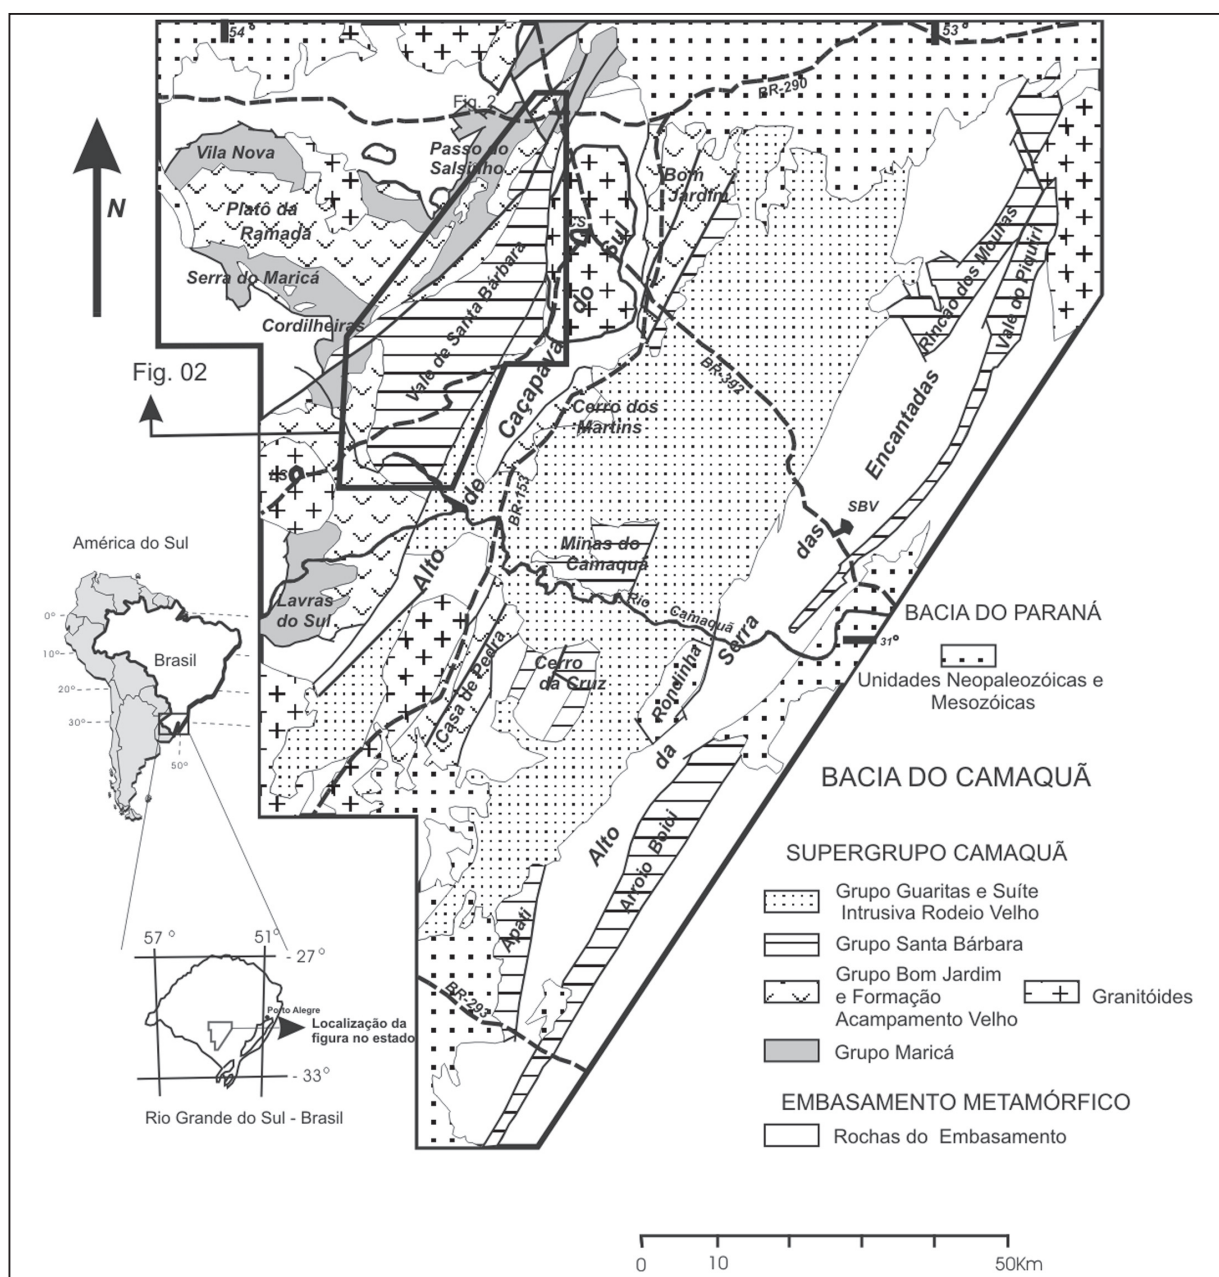 54°
53°
BR-290
Fig. 2
Vila Nova
Passo do
Salsinho
Bom
Jardim
N
Platô da
Ramada
CS
Serra do Maricá
Cordilheiras
Vale de Santa Bárbara
Rincão dos Mouras
Vale do Piquiri
Fig. 02
BR-392
Alto de Caçapava do Sul
Cerro dos
Martins
LS
BR-153
SBV
Minas do
Camaquã
América do Sul
0°
10°
20°
30°
50°
Brasil
Lavras
do Sul
Rio Camaquã
31°
Casa de Pedra
Cerro
da Cruz
Rondinha
Alto da Serra das Encantadas
Arroio Boici
Apati
BR-293
BACIA DO PARANÁ
Unidades Neopaleozóicas e
Mesozóicas
BACIA DO CAMAQUÃ
SUPERGRUPO CAMAQUÃ
Grupo Guaritas e Suíte
Intrusiva Rodeio Velho
Grupo Santa Bárbara
Grupo Bom Jardim
e Formação
Acampamento Velho
Granitóides
Grupo Maricá
EMBASAMENTO METAMÓRFICO
Rochas do Embasamento
57°
51°
- 27°
Porto Alegre
Localização da
figura no estado
- 33°
Rio Grande do Sul - Brasil
0
10
50Km